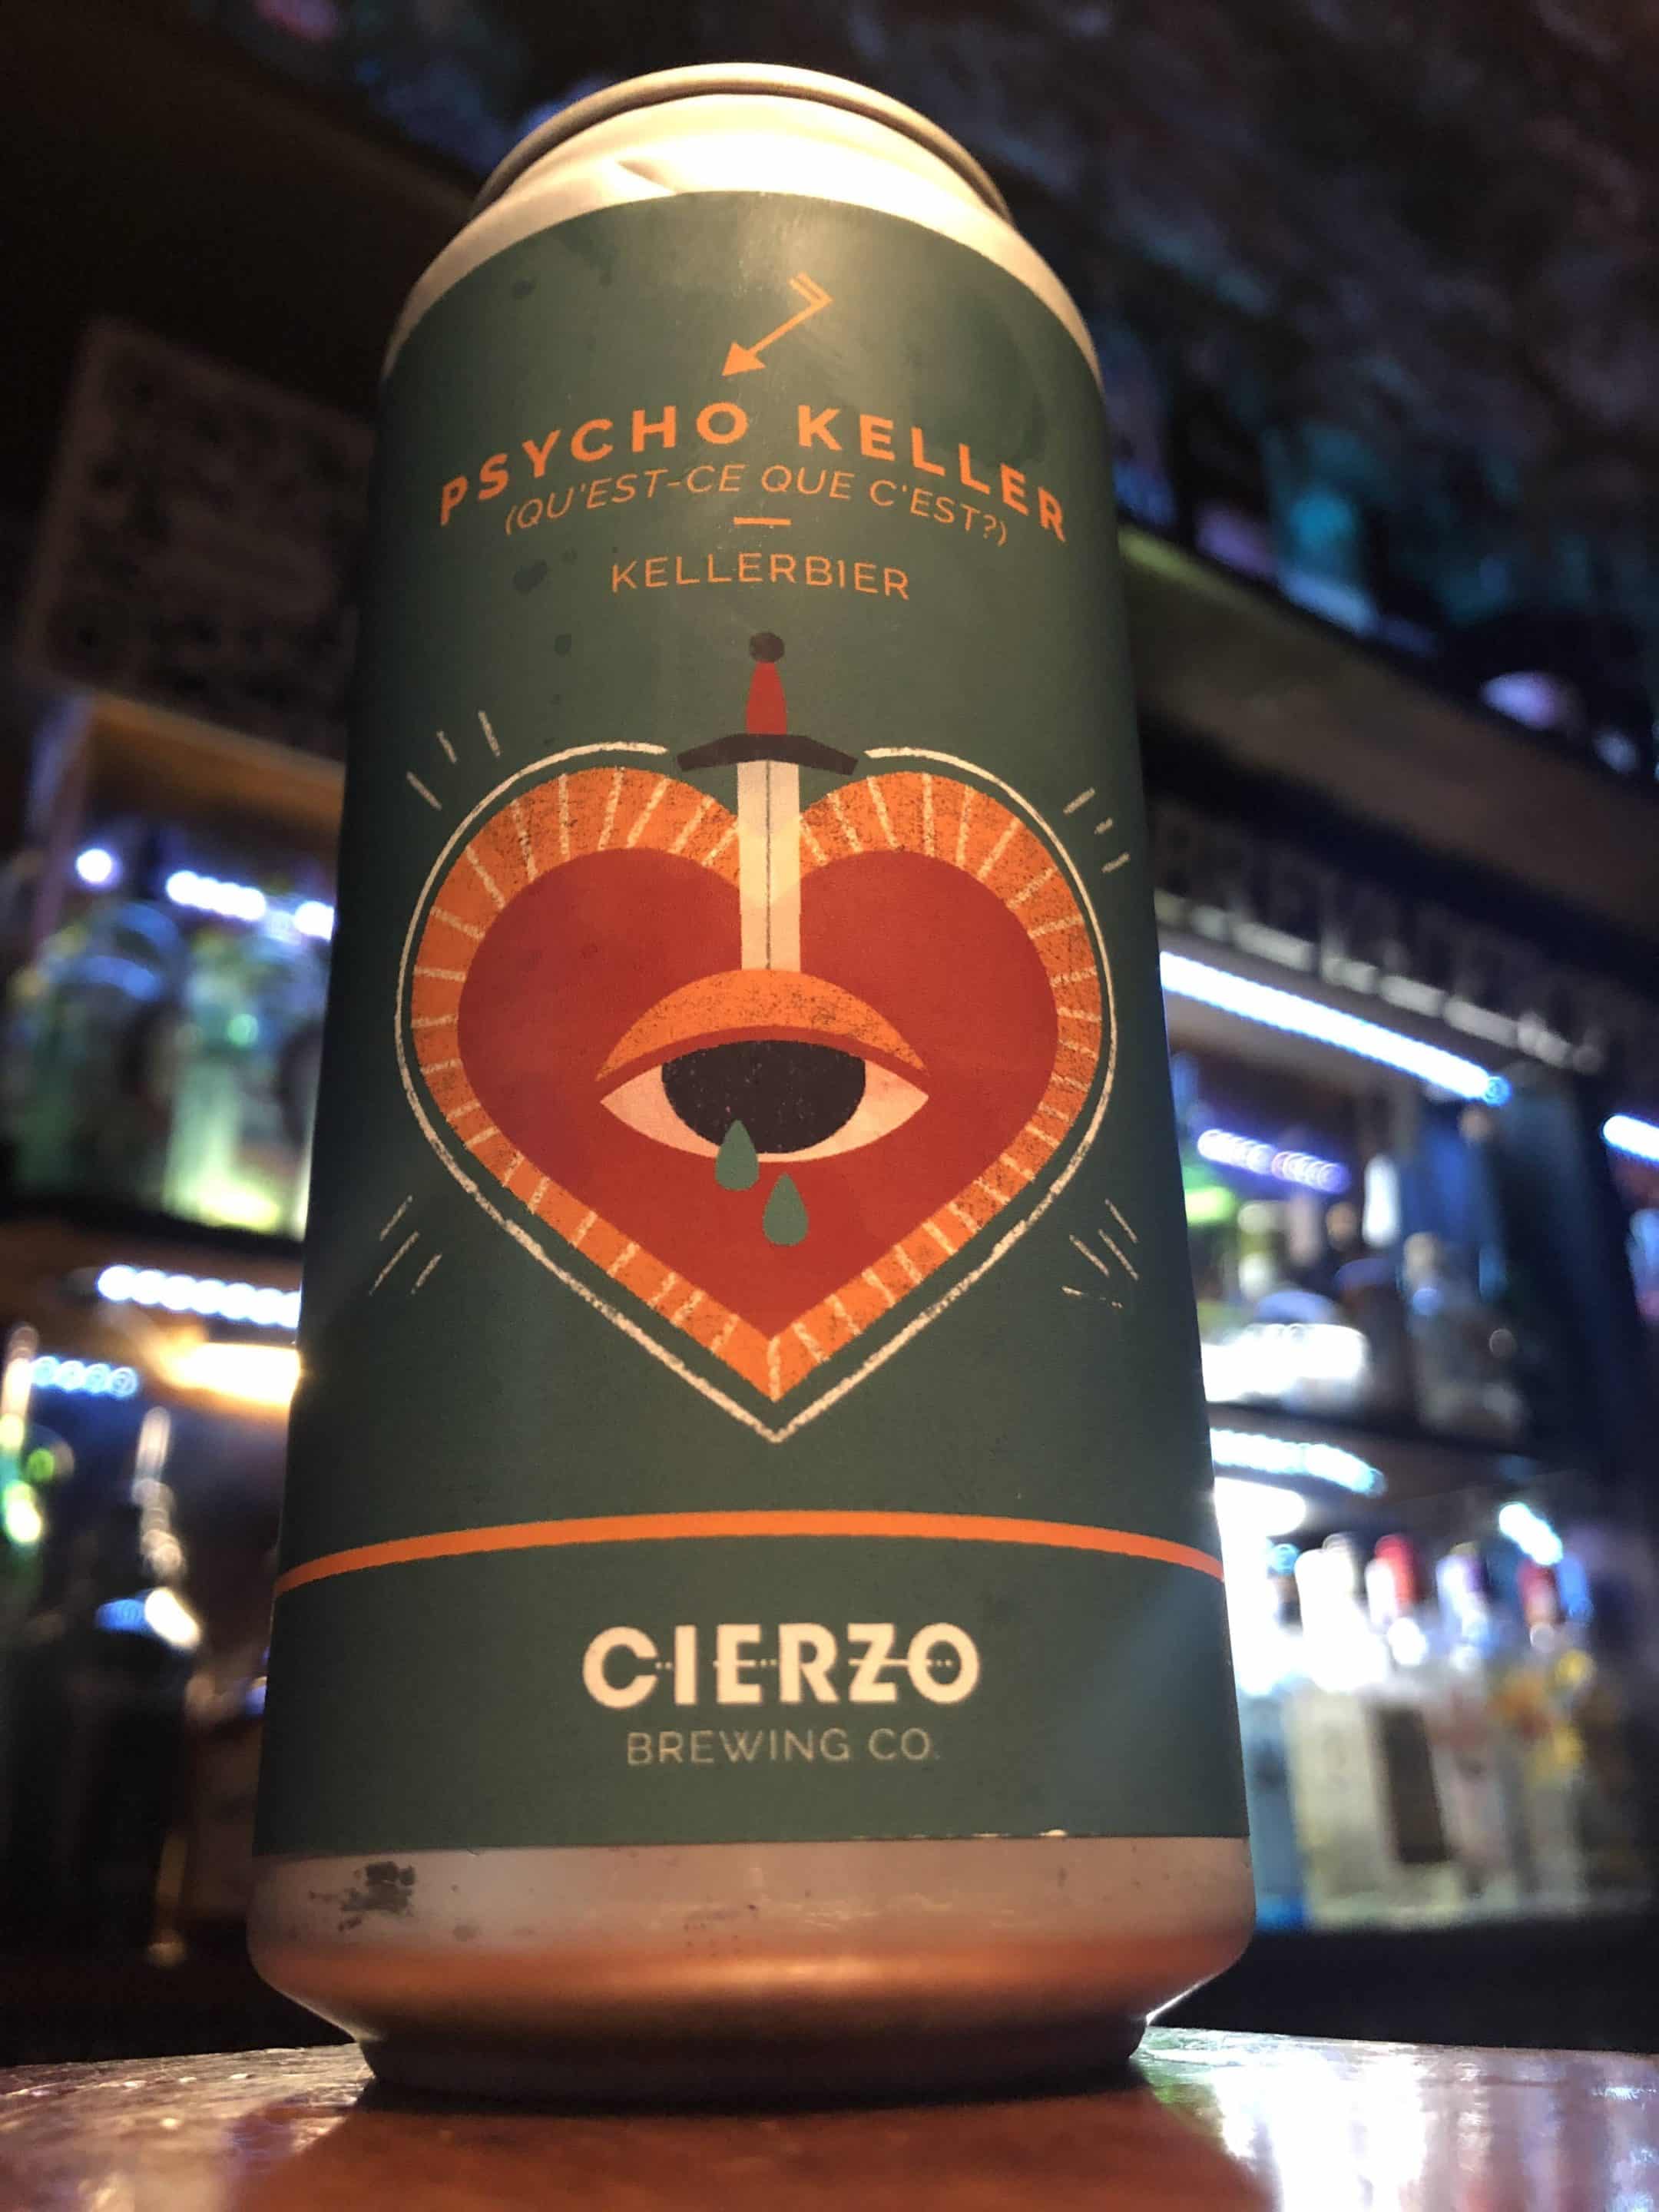 PSYCHO KELLER
(QU'EST-CE QUE C'EST?)
KELLERBIER
CIERZO
BREWING CO.